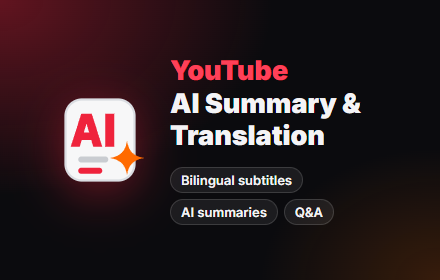 AI
YouTube
AI Summary &
Translation
Bilingual subtitles
AI summaries
Q&A